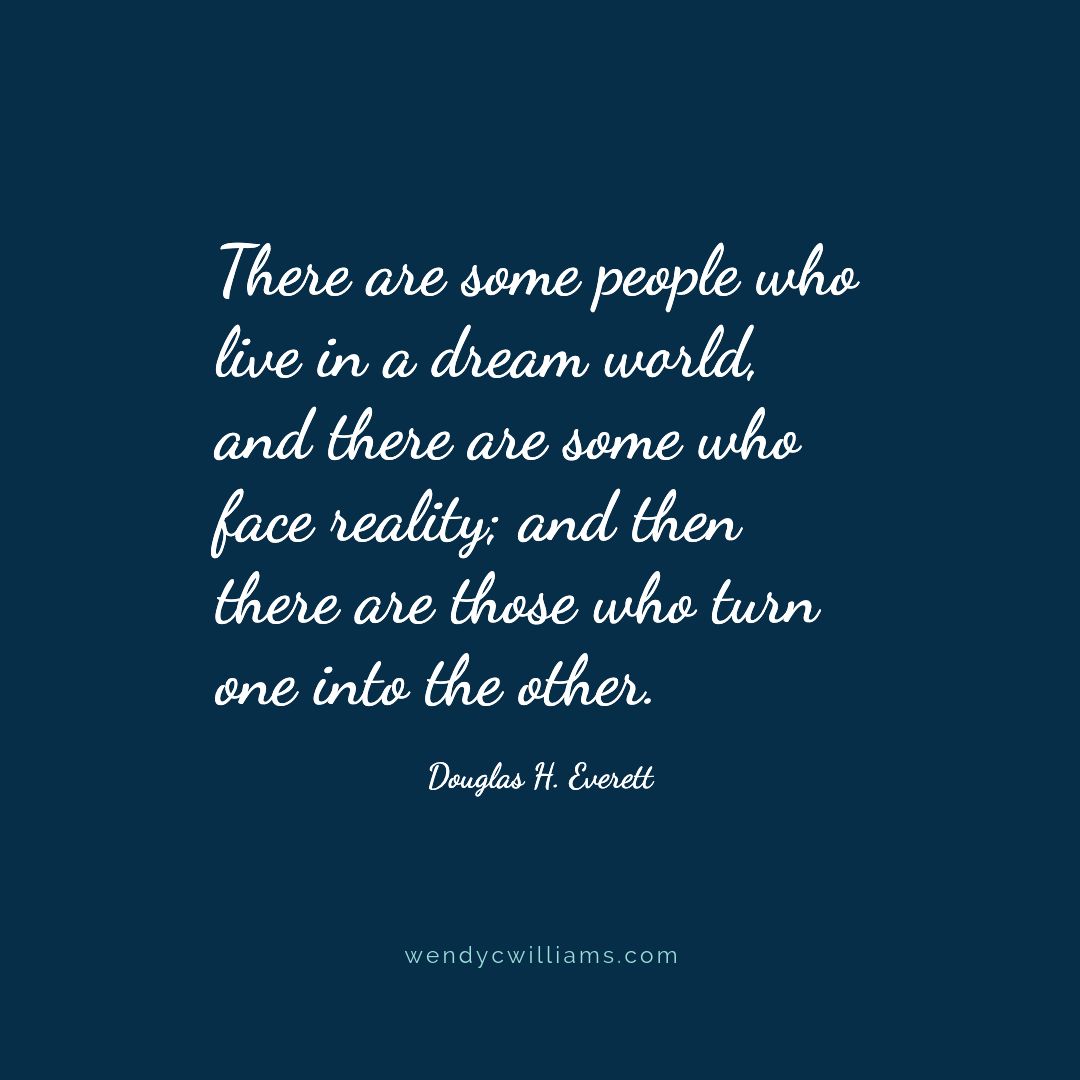 There are some people who
live in a dream world,
and there are some who
face reality; and then
there are those who turn
one into the other.
Douglas H. Everett
wendycwilliams.com